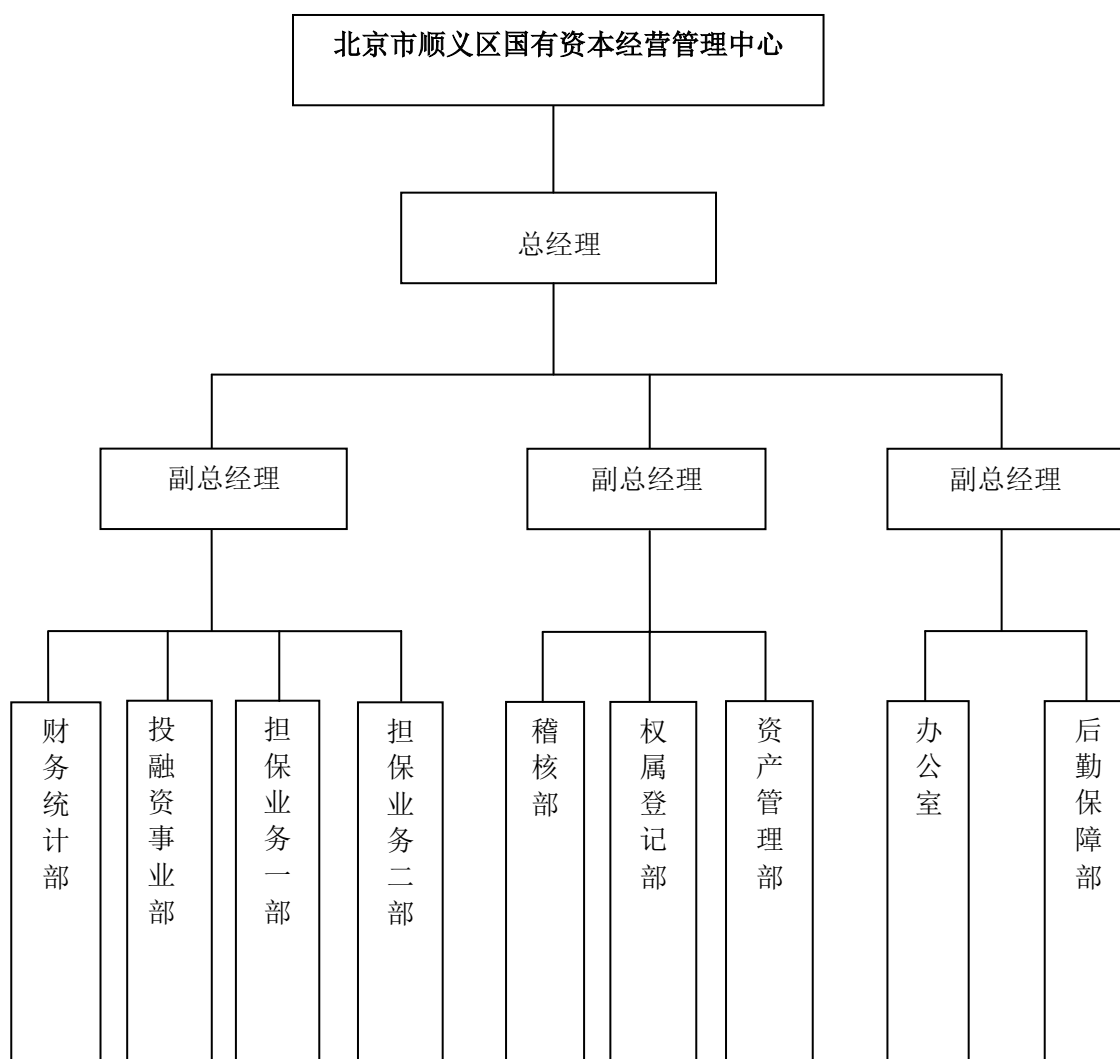 北京市顺义区国有资本经营管理中心
总经理
副总经理
副总经理
副总经理
财务统计部
投融资事业部
担保业务一部
担保业务二部
稽核部
权属登记部
资产管理部
办公室
后勤保障部